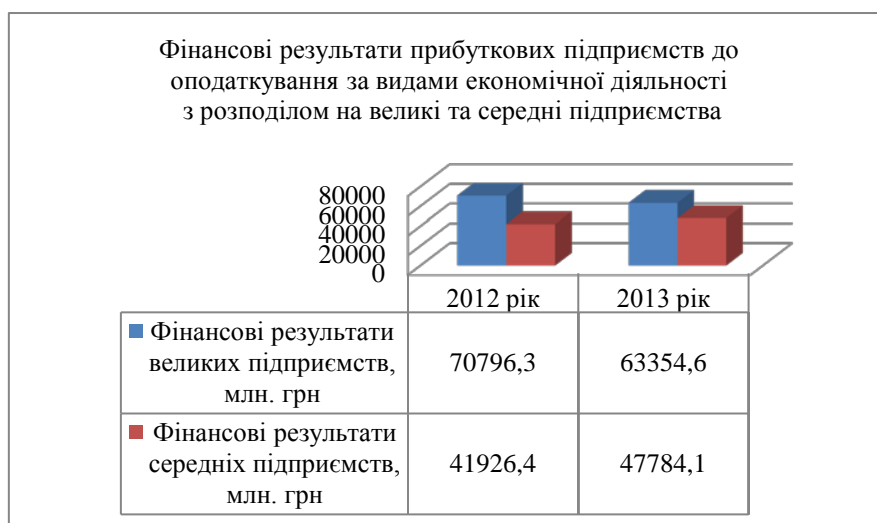 Фінансові результати прибуткових підприємств до
оподаткування за видами економічної діяльності
з розподілом на великі та середні підприємства
80000
60000
40000
20000
0
2012 рік
2013 рік
Фінансові результати
великих підприємств,
млн. грн
70796,3
63354,6
Фінансові результати
середніх підприємств,
млн. грн
41926,4
47784,1